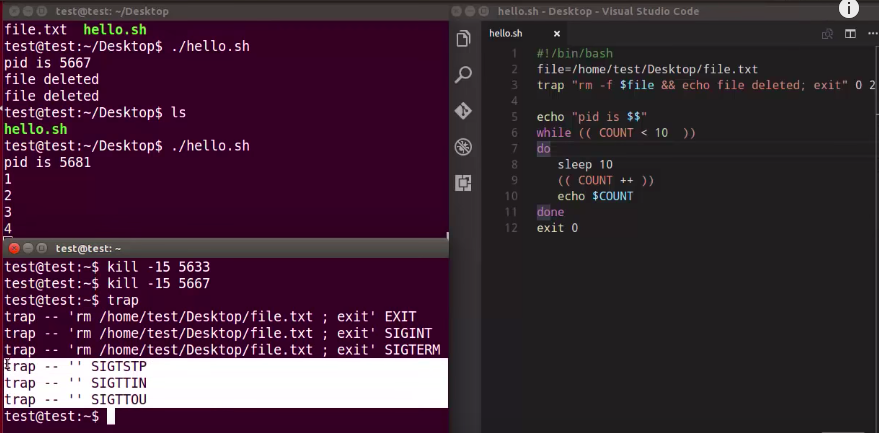 test@test: ~/Desktop
file.txt  hello.sh
test@test:~/Desktop$ ./hello.sh
pid is 5667
file deleted
file deleted
test@test:~/Desktop$ ls
hello.sh
test@test:~/Desktop$ ./hello.sh
pid is 5681
1
2
3
4
test@test: ~
test@test:~$ kill -15 5633
test@test:~$ kill -15 5667
test@test:~$ trap
trap -- 'rm /home/test/Desktop/file.txt ; exit' EXIT
trap -- 'rm /home/test/Desktop/file.txt ; exit' SIGINT
trap -- 'rm /home/test/Desktop/file.txt ; exit' SIGTERM
trap -- '' SIGTSTP
trap -- '' SIGTTIN
trap -- '' SIGTTOU
test@test:~$
hello.sh - Desktop - Visual Studio Code
hello.sh
1 #!/bin/bash
2 file=/home/test/Desktop/file.txt
3 trap "rm -f $file && echo file deleted; exit" 0 2
4
5 echo "pid is $$"
6 while (( COUNT < 10  ))
7 do
8    sleep 10
9    (( COUNT ++ ))
10    echo $COUNT
11 done
12 exit 0